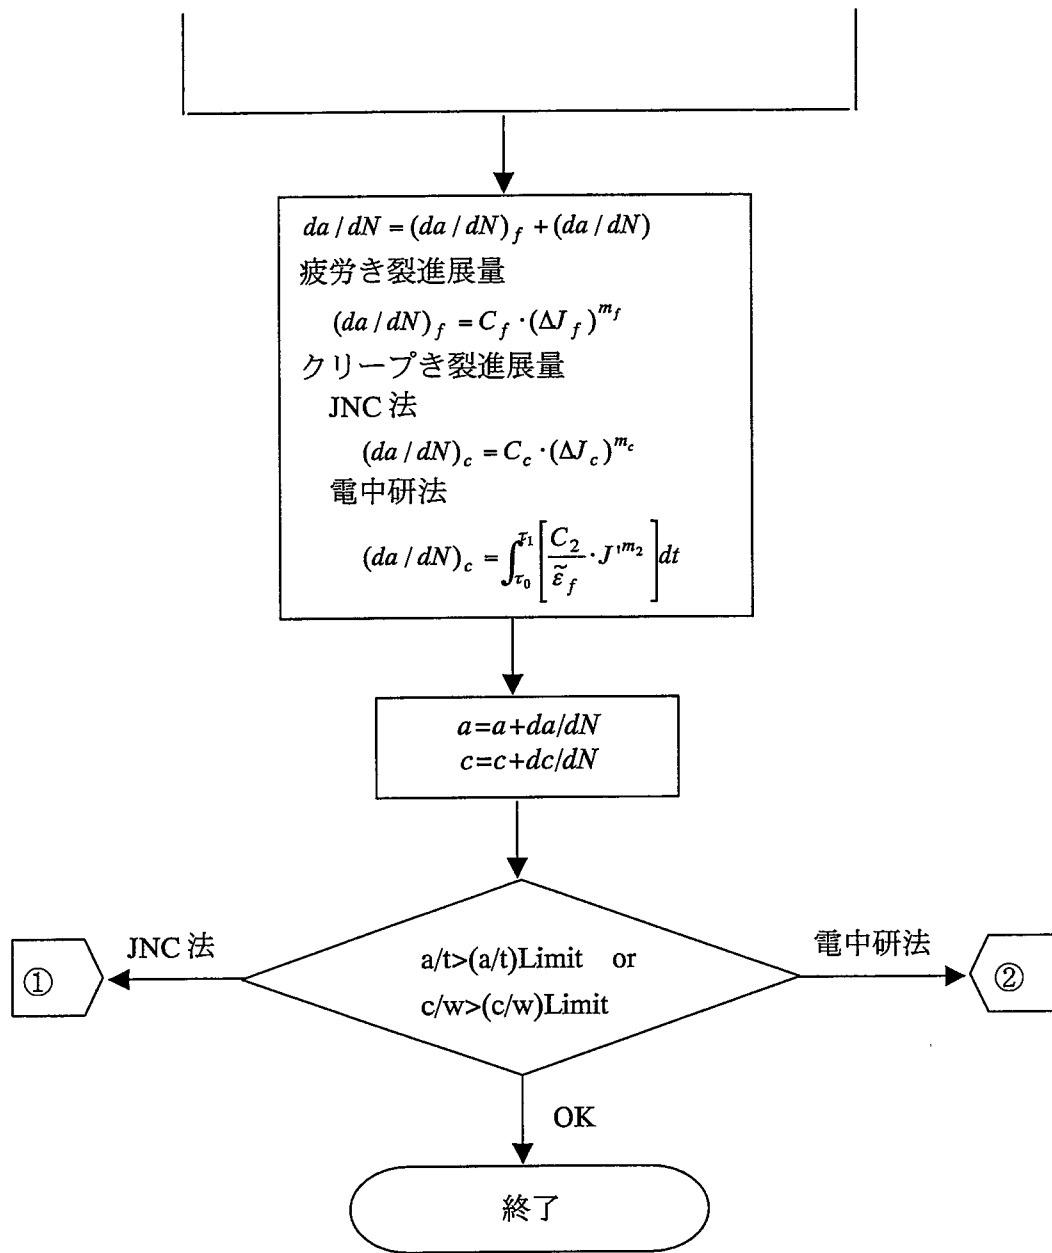 da/dN = (da/dN)_f + (da/dN)
疲労き裂進展量
(da/dN)_f = C_f · (ΔJ_f)^{m_f}
クリープき裂進展量
JNC 法
(da/dN)_c = C_c · (ΔJ_c)^{m_c}
電中研法
(da/dN)_c = ∫_{τ_0}^{τ_1} [ C_2 / ε̃_f · J'^{m_2} ] dt
a=a+da/dN
c=c+dc/dN
JNC 法
電中研法
①
a/t>(a/t)Limit or
c/w>(c/w)Limit
②
OK
終了